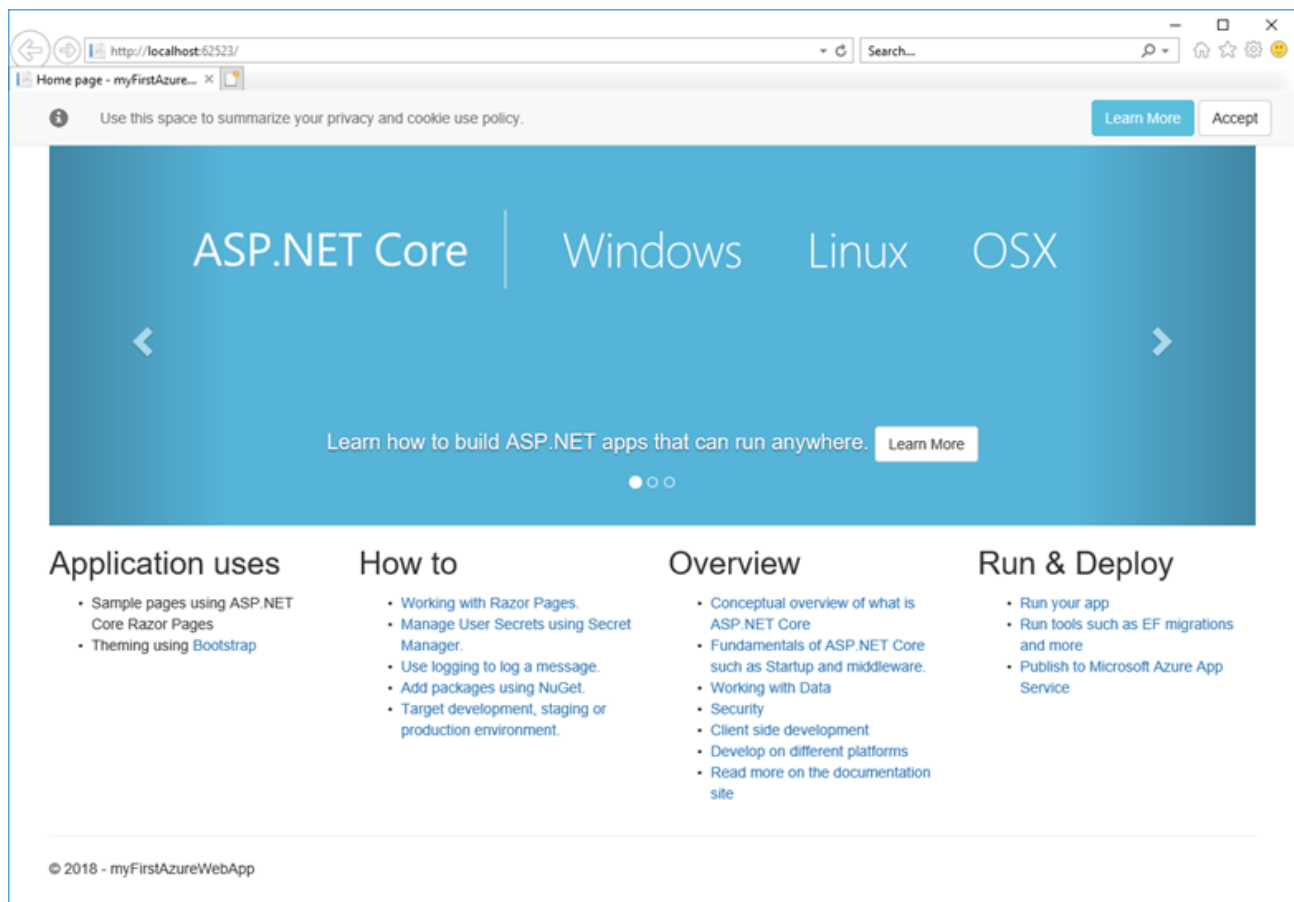 http://localhost:62523/
Search...
Home page - myFirstAzure...
Use this space to summarize your privacy and cookie use policy.
Learn More
Accept
ASP.NET Core
Windows
Linux
OSX
Learn how to build ASP.NET apps that can run anywhere.
Learn More
Application uses
Sample pages using ASP.NET
Core Razor Pages
Theming using Bootstrap
How to
Working with Razor Pages.
Manage User Secrets using Secret
Manager.
Use logging to log a message.
Add packages using NuGet.
Target development, staging or
production environment.
Overview
Conceptual overview of what is
ASP.NET Core
Fundamentals of ASP.NET Core
such as Startup and middleware.
Working with Data
Security
Client side development
Develop on different platforms
Read more on the documentation
site
Run & Deploy
Run your app
Run tools such as EF migrations
and more
Publish to Microsoft Azure App
Service
© 2018 - myFirstAzureWebApp